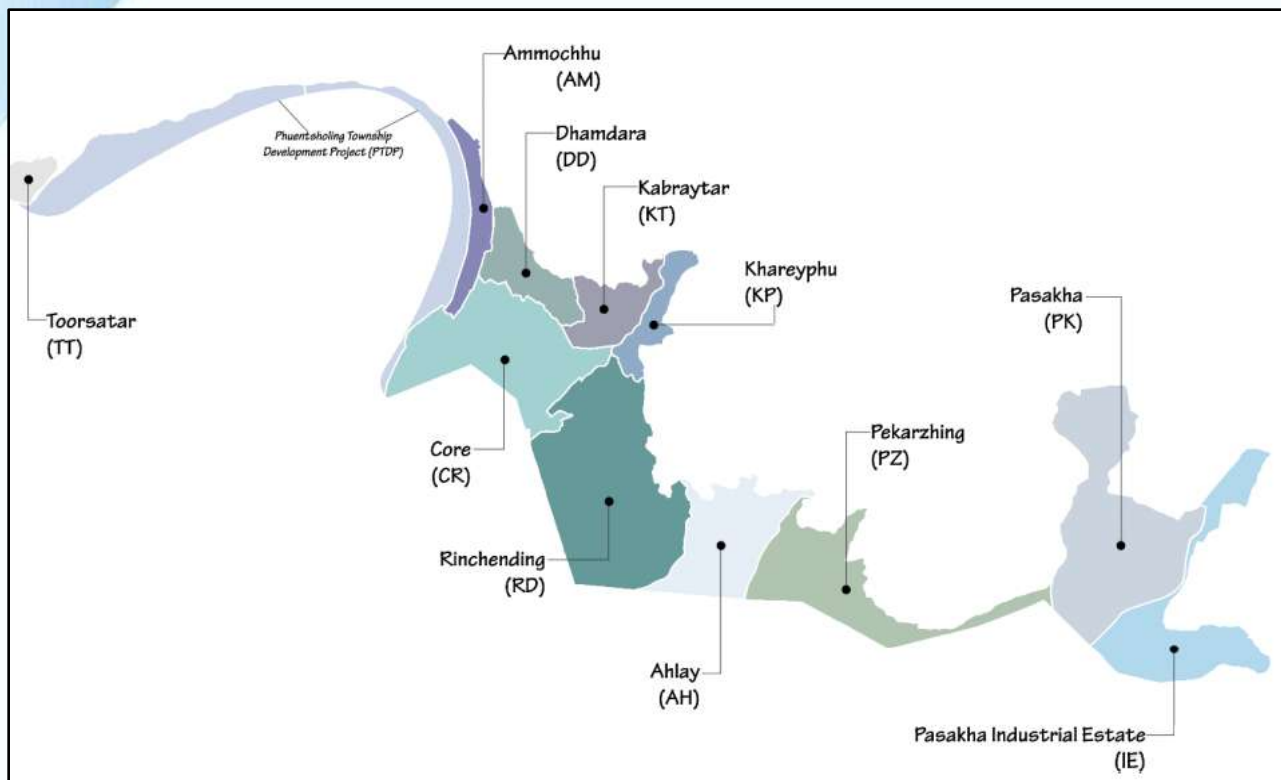 Ammochhu
(AM)
Phuentsholing Township
Development Project (PTDP)
Dhamdara
(DD)
Kabraytar
(KT)
Khareyphu
(KP)
Pasakha
(PK)
Toorsatar
(TT)
Core
(CR)
Pekarzhing
(PZ)
Rinchending
(RD)
Ahlay
(AH)
Pasakha Industrial Estate
(IE)